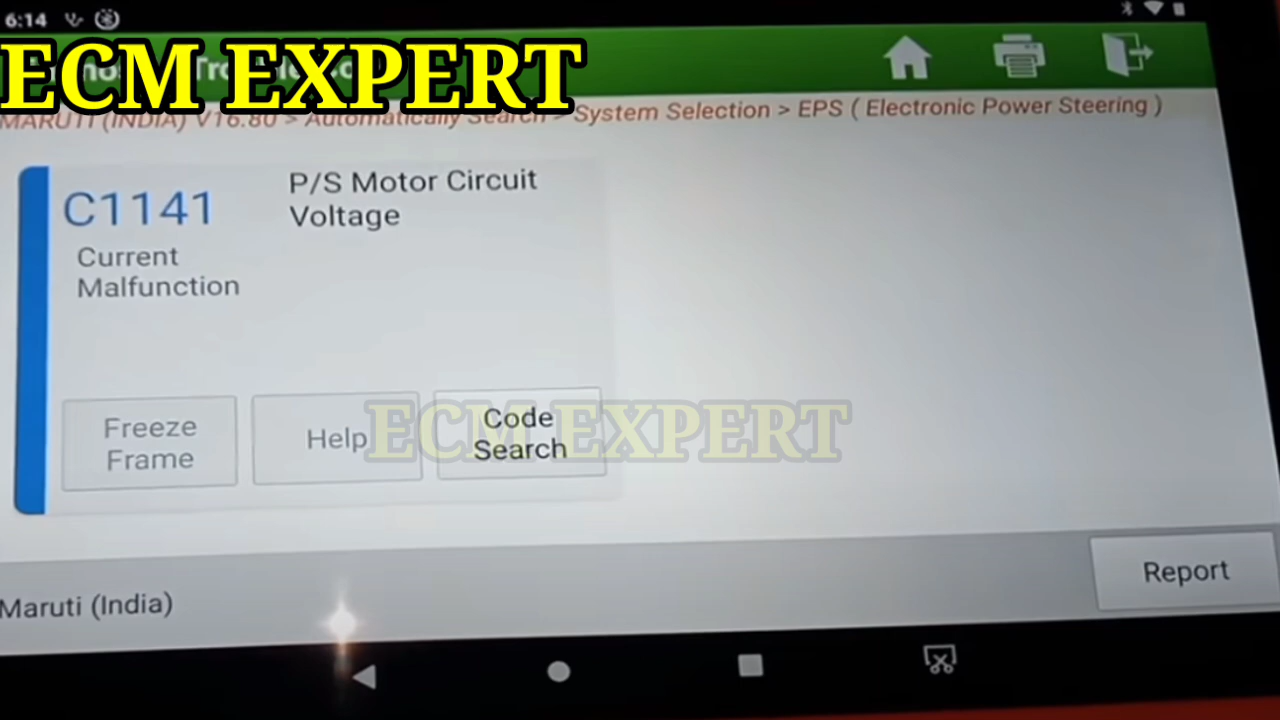 6:14
ECM EXPERT
MARUTI (INDIA) V16.80 > Automatically Search > System Selection > EPS ( Electronic Power Steering )
C1141
P/S Motor Circuit
Voltage
Current
Malfunction
Freeze
Frame
Help
Code
Search
ECM EXPERT
Report
Maruti (India)